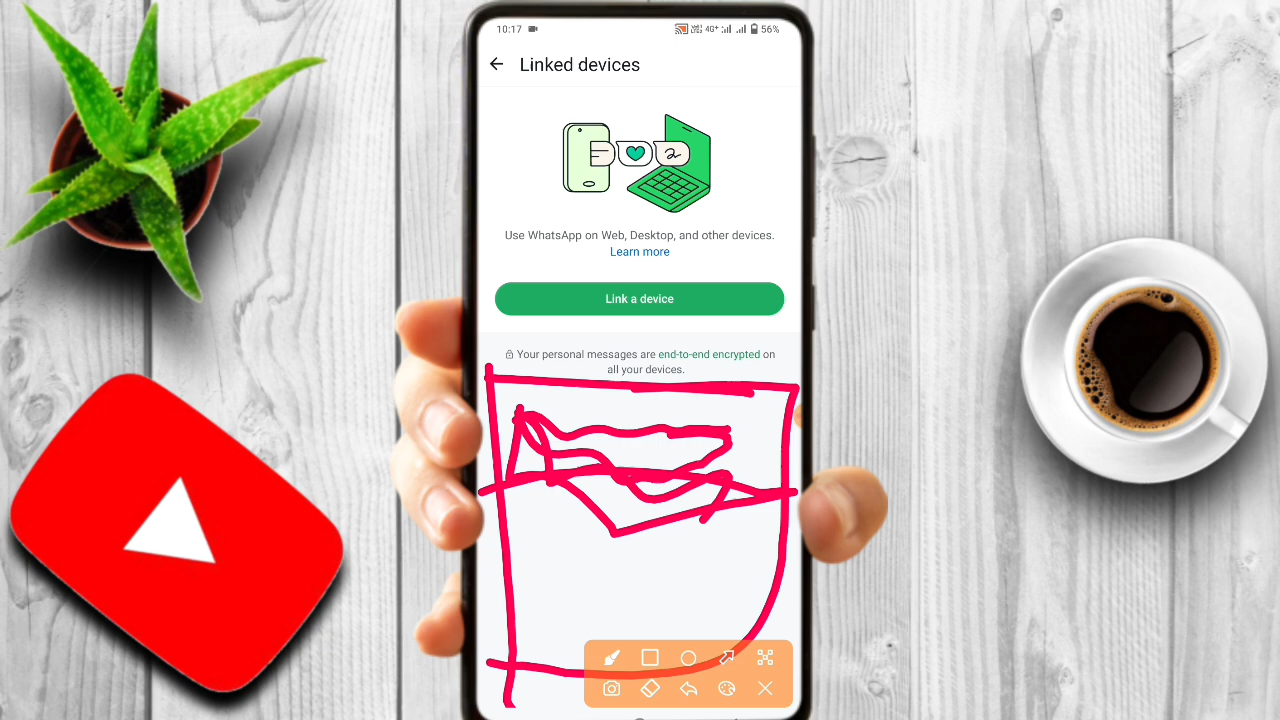 10:17 4G+ 56%
Linked devices
Use WhatsApp on Web, Desktop, and other devices.
Learn more
Link a device
Your personal messages are end-to-end encrypted on
all your devices.